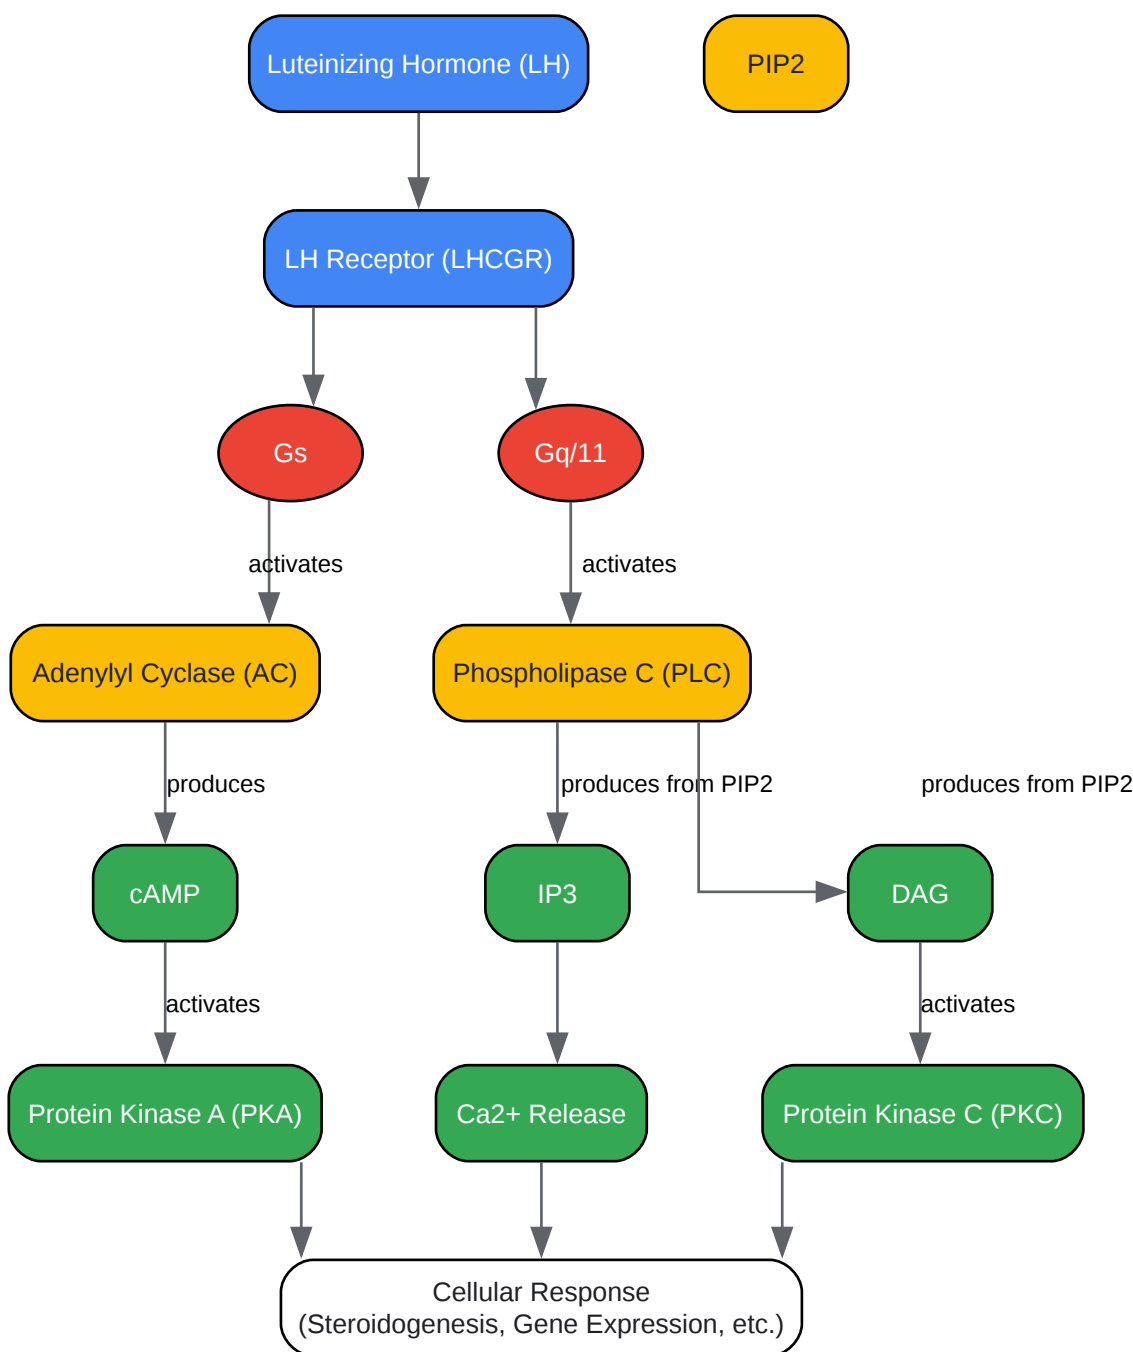 Luteinizing Hormone (LH)
PIP2
LH Receptor (LHCGR)
Gs
Gq/11
activates
activates
Adenylyl Cyclase (AC)
Phospholipase C (PLC)
produces
produces from PIP2
produces from PIP2
cAMP
IP3
DAG
activates
activates
Protein Kinase A (PKA)
Ca2+ Release
Protein Kinase C (PKC)
Cellular Response
(Steroidogenesis, Gene Expression, etc.)